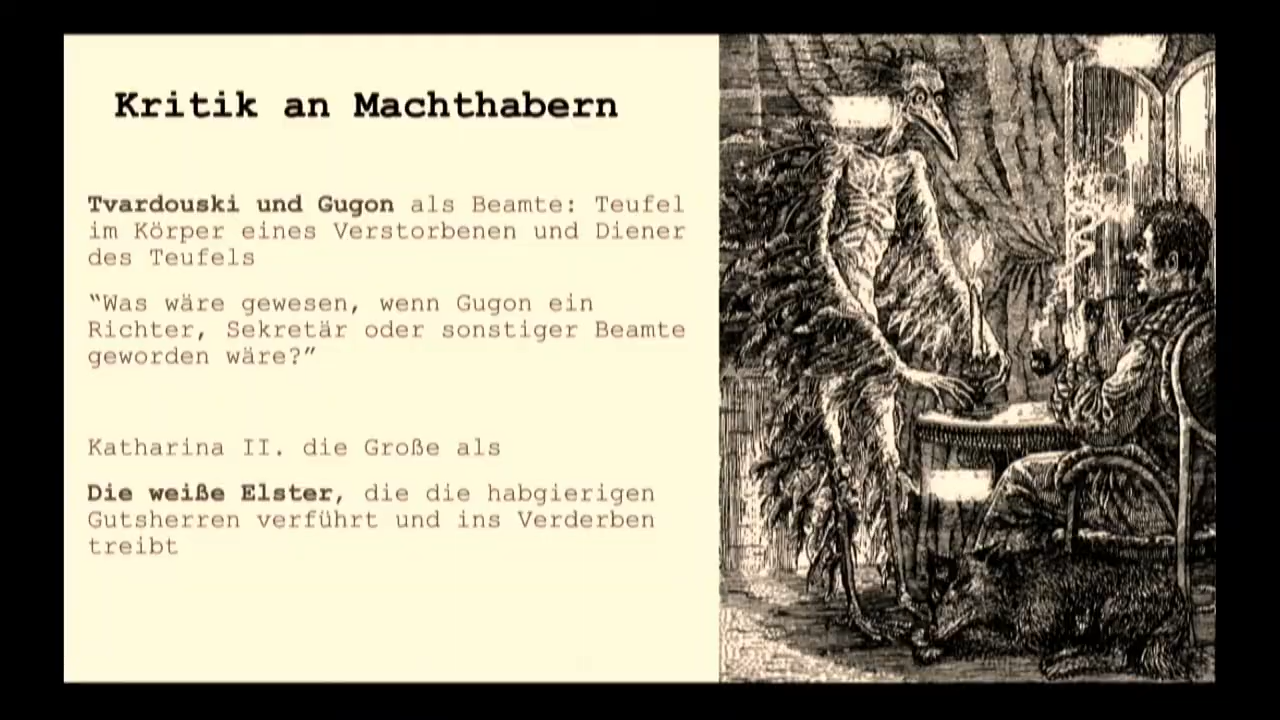 Kritik an Machthabern
Tvardouski und Gugon als Beamte: Teufel
im Körper eines Verstorbenen und Diener
des Teufels
“Was wäre gewesen, wenn Gugon ein
Richter, Sekretär oder sonstiger Beamte
geworden wäre?”
Katharina II. die Große als
Die weiße Elster, die die habgierigen
Gutsherren verführt und ins Verderben
treibt